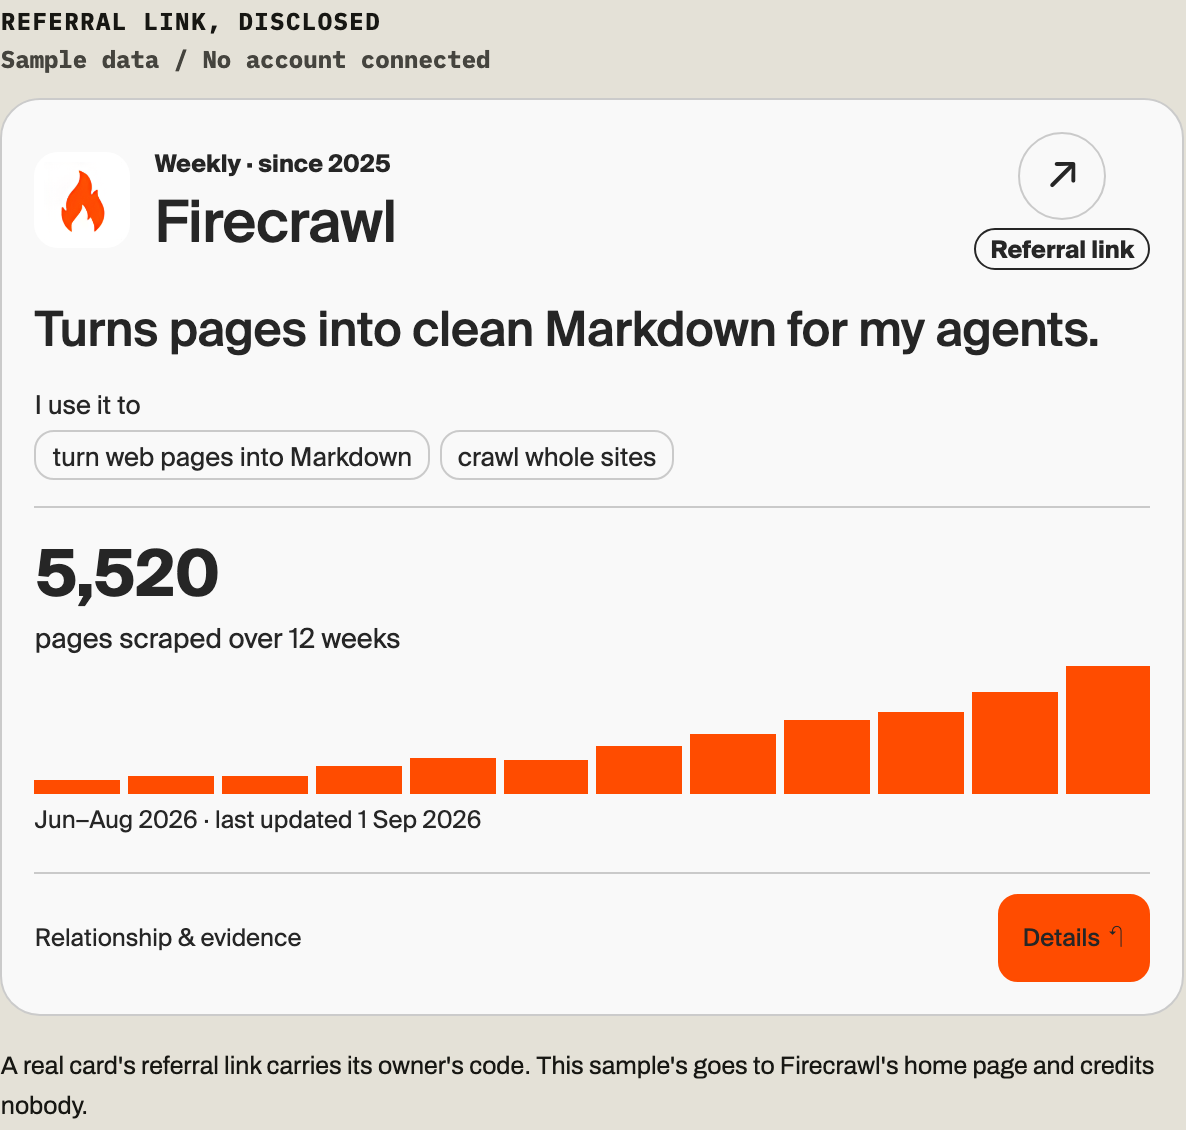 REFERRAL LINK, DISCLOSED
Sample data / No account connected
Weekly · since 2025
Firecrawl
Referral link
Turns pages into clean Markdown for my agents.
I use it to
turn web pages into Markdown
crawl whole sites
5,520
pages scraped over 12 weeks
Jun–Aug 2026 · last updated 1 Sep 2026
Relationship & evidence
Details
A real card's referral link carries its owner's code. This sample's goes to Firecrawl's home page and credits
nobody.